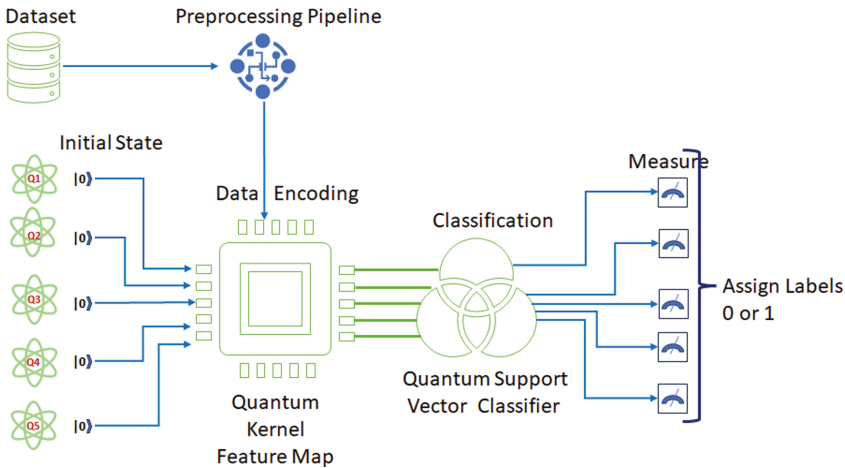 Dataset
Preprocessing Pipeline
Initial State
Measure
Q1 |0⟩
Data Encoding
Classification
Q2 |0⟩
Q3 |0⟩
Assign Labels
0 or 1
Q4 |0⟩
Quantum Support
Vector Classifier
Quantum
Kernel
Feature Map
Q5 |0⟩